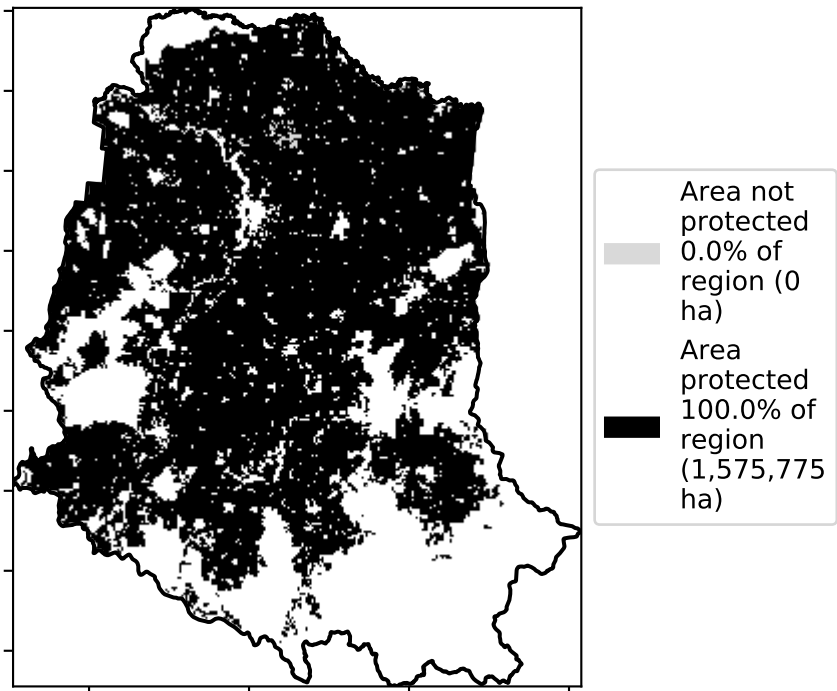 Area not
protected
0.0% of
region (0
ha)
Area
protected
100.0% of
region
(1,575,775
ha)